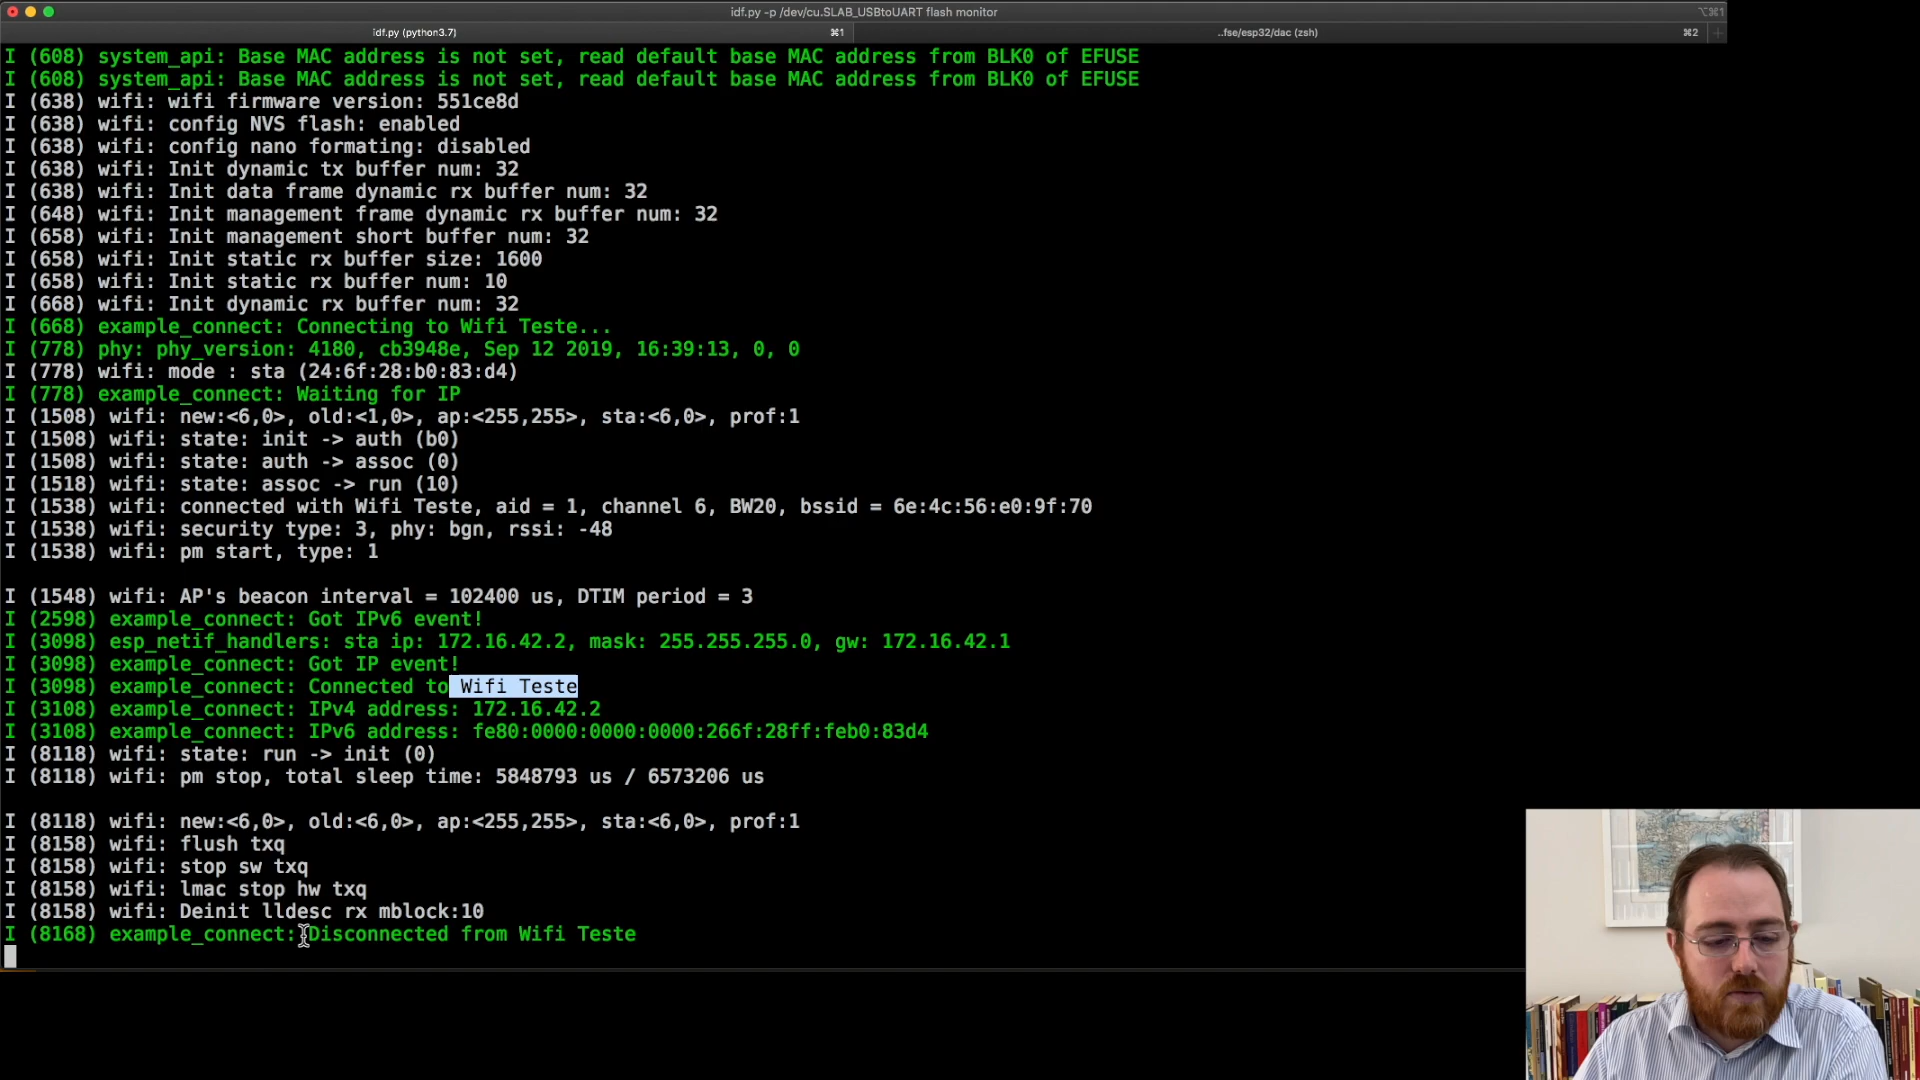 idf.py -p /dev/cu.SLAB_USBtoUART flash monitor
⌥⌘1
idf.py (python3.7)
⌘1
..fse/esp32/dac (zsh)
⌘2
+
I (608) system_api: Base MAC address is not set, read default base MAC address from BLK0 of EFUSE
I (608) system_api: Base MAC address is not set, read default base MAC address from BLK0 of EFUSE
I (638) wifi: wifi firmware version: 551ce8d
I (638) wifi: config NVS flash: enabled
I (638) wifi: config nano formating: disabled
I (638) wifi: Init dynamic tx buffer num: 32
I (638) wifi: Init data frame dynamic rx buffer num: 32
I (648) wifi: Init management frame dynamic rx buffer num: 32
I (658) wifi: Init management short buffer num: 32
I (658) wifi: Init static rx buffer size: 1600
I (658) wifi: Init static rx buffer num: 10
I (668) wifi: Init dynamic rx buffer num: 32
I (668) example_connect: Connecting to Wifi Teste...
I (778) phy: phy_version: 4180, cb3948e, Sep 12 2019, 16:39:13, 0, 0
I (778) wifi: mode : sta (24:6f:28:b0:83:d4)
I (778) example_connect: Waiting for IP
I (1508) wifi: new:<6,0>, old:<1,0>, ap:<255,255>, sta:<6,0>, prof:1
I (1508) wifi: state: init -> auth (b0)
I (1508) wifi: state: auth -> assoc (0)
I (1518) wifi: state: assoc -> run (10)
I (1538) wifi: connected with Wifi Teste, aid = 1, channel 6, BW20, bssid = 6e:4c:56:e0:9f:70
I (1538) wifi: security type: 3, phy: bgn, rssi: -48
I (1538) wifi: pm start, type: 1
I (1548) wifi: AP's beacon interval = 102400 us, DTIM period = 3
I (2598) example_connect: Got IPv6 event!
I (3098) esp_netif_handlers: sta ip: 172.16.42.2, mask: 255.255.255.0, gw: 172.16.42.1
I (3098) example_connect: Got IP event!
I (3098) example_connect: Connected to Wifi Teste
I (3108) example_connect: IPv4 address: 172.16.42.2
I (3108) example_connect: IPv6 address: fe80:0000:0000:0000:266f:28ff:feb0:83d4
I (8118) wifi: state: run -> init (0)
I (8118) wifi: pm stop, total sleep time: 5848793 us / 6573206 us
I (8118) wifi: new:<6,0>, old:<6,0>, ap:<255,255>, sta:<6,0>, prof:1
I (8158) wifi: flush txq
I (8158) wifi: stop sw txq
I (8158) wifi: lmac stop hw txq
I (8158) wifi: Deinit lldesc rx mblock:10
I (8168) example_connect: Disconnected from Wifi Teste